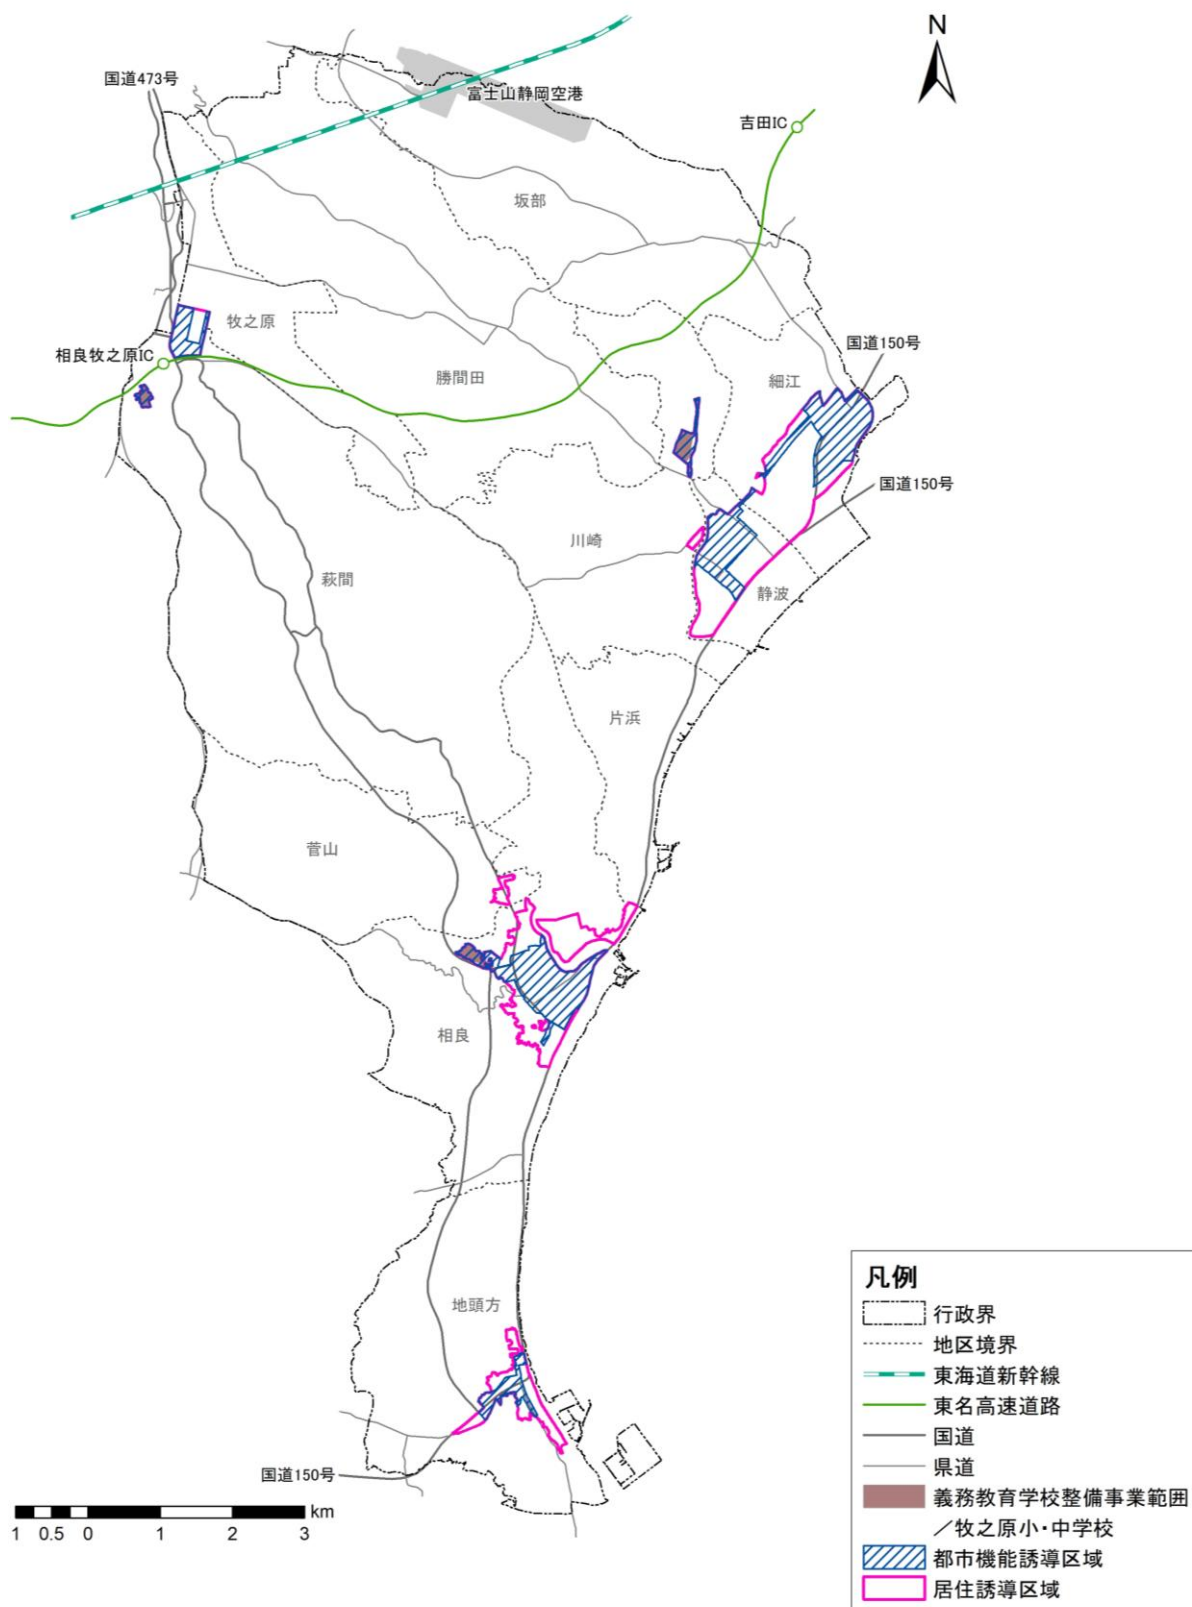 N
国道473号
富士山静岡空港
吉田IC
坂部
牧之原
国道150号
相良牧之原IC
勝間田
細江
国道150号
川崎
萩間
静波
片浜
菅山
相良
地頭方
国道150号
1 0.5 0 1 2 3 km
凡例
行政界
地区境界
東海道新幹線
東名高速道路
国道
県道
義務教育学校整備事業範囲
／牧之原小・中学校
都市機能誘導区域
居住誘導区域